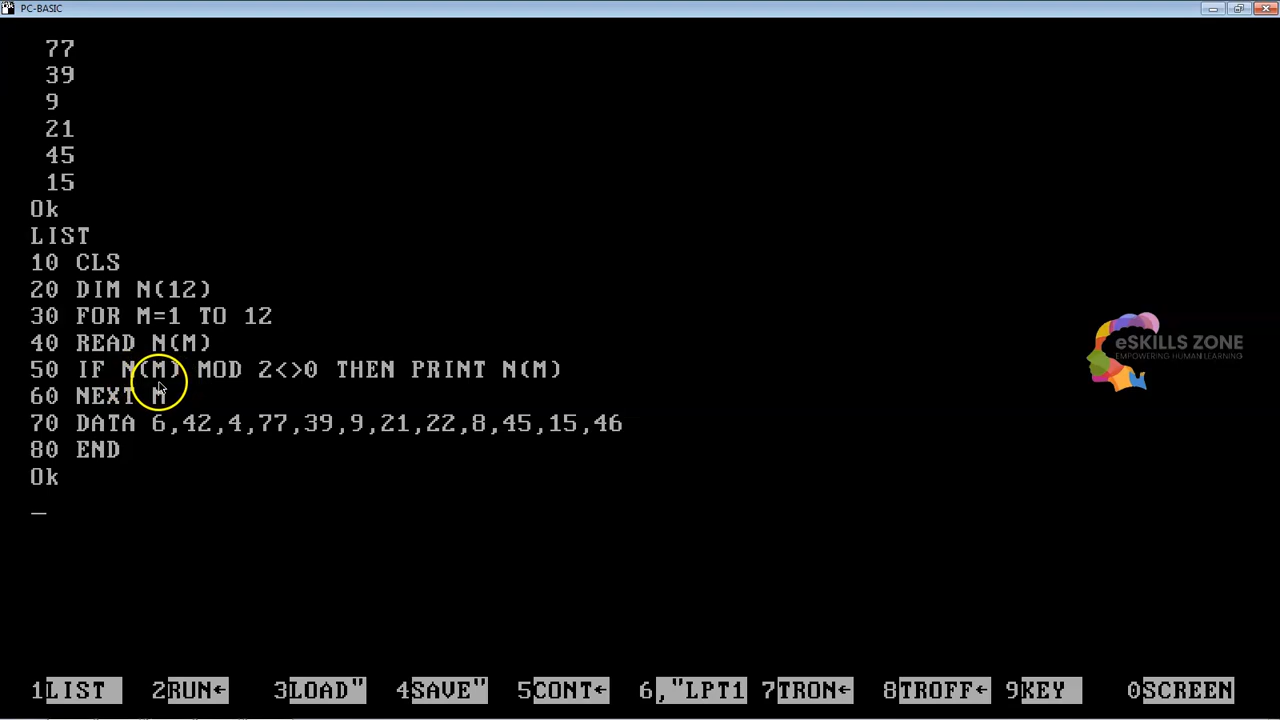 PC-BASIC
77
39
9
21
45
15
Ok
LIST
10 CLS
20 DIM N(12)
30 FOR M=1 TO 12
40 READ N(M)
50 IF N(M) MOD 2<>0 THEN PRINT N(M)
60 NEXT M
70 DATA 6,42,4,77,39,9,21,22,8,45,15,46
80 END
Ok
eSKILLS ZONE
EMPOWERING HUMAN LEARNING
1LIST 2RUN← 3LOAD" 4SAVE" 5CONT← 6,"LPT1 7TRON← 8TROFF← 9KEY 0SCREEN